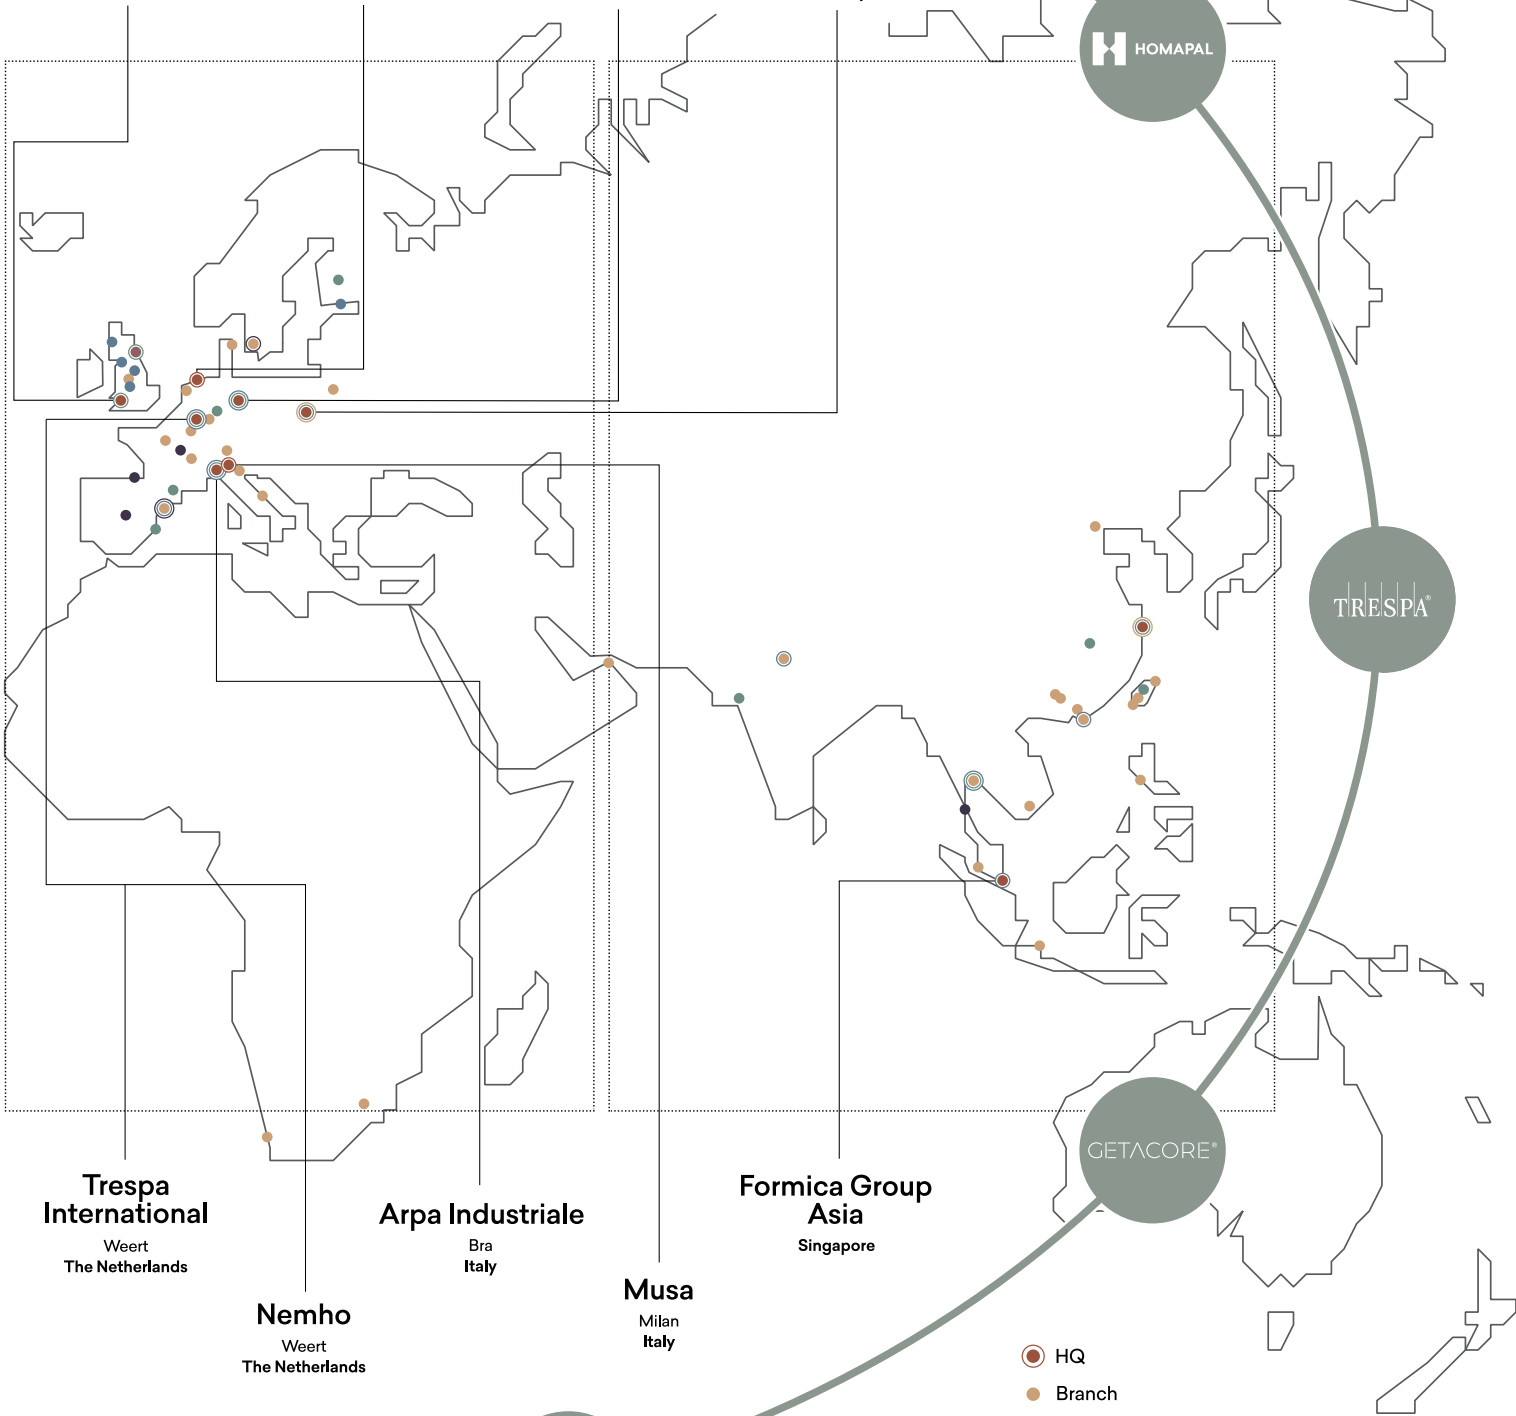 HOMAPAL
TRESPA®
GETACORE®
Trespa
International
Weert
The Netherlands
Nemho
Weert
The Netherlands
Arpa Industriale
Bra
Italy
Musa
Milan
Italy
Formica Group
Asia
Singapore
HQ
Branch